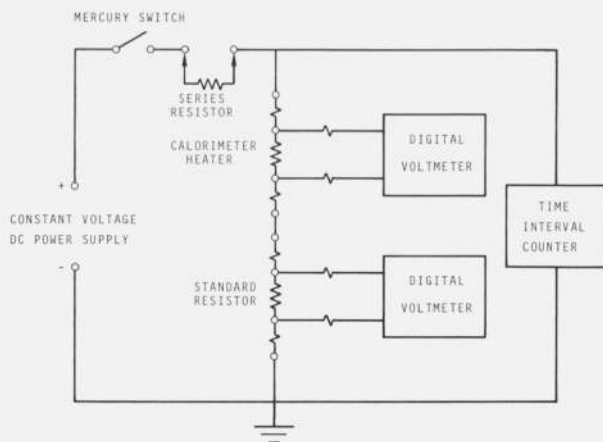 MERCURY SWITCH
SERIES
RESISTOR
CALORIMETER
HEATER
DIGITAL
VOLTMETER
+
CONSTANT VOLTAGE
DC POWER SUPPLY
-
TIME
INTERVAL
COUNTER
STANDARD
RESISTOR
DIGITAL
VOLTMETER